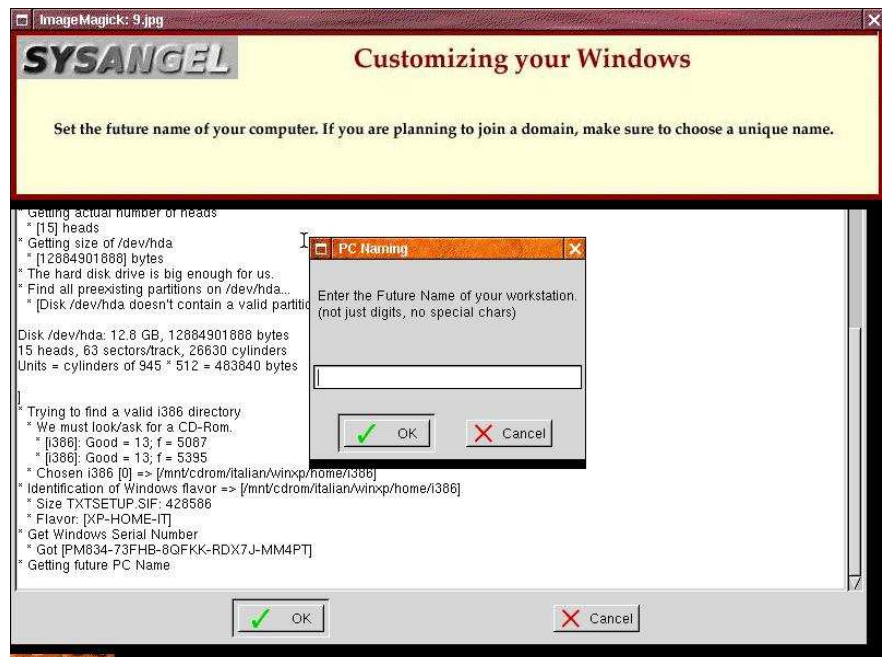 ImageMagick: 9.jpg
SYSANGEL
Customizing your Windows
Set the future name of your computer. If you are planning to join a domain, make sure to choose a unique name.
* Getting actual number of heads
* [15] heads
* Getting size of /dev/hda
* [12884901888] bytes
* The hard disk drive is big enough for us.
* Find all preexisting partitions on /dev/hda...
* [Disk /dev/hda doesn't contain a valid
Disk /dev/hda: 12.8 GB, 12884901888 bytes
15 heads, 63 sectors/track, 26630 cylinders
Units = cylinders of 945 * 512 = 483840 bytes
]
* Trying to find a valid i386 directory
* We must look/ask for a CD-Rom.
* [i386]: Good = 13; f = 5087
* [i386]: Good = 13; f = 5395
* Chosen i386 [0] => [/mnt/cdrom/italian/winxp/home/i386]
* Identification of Windows flavor => [/mnt/cdrom/italian/winxp/home/i386]
* Size TXTSETUP.SIF: 428586
* Flavor: [XP-HOME-IT]
* Get Windows Serial Number
* Got [PM834-73FHB-8QFKK-RDX7J-MM4PT]
* Getting future PC Name
PC Naming
Enter the Future Name of your workstation.
(not just digits, no special chars)
OK Cancel
OK Cancel